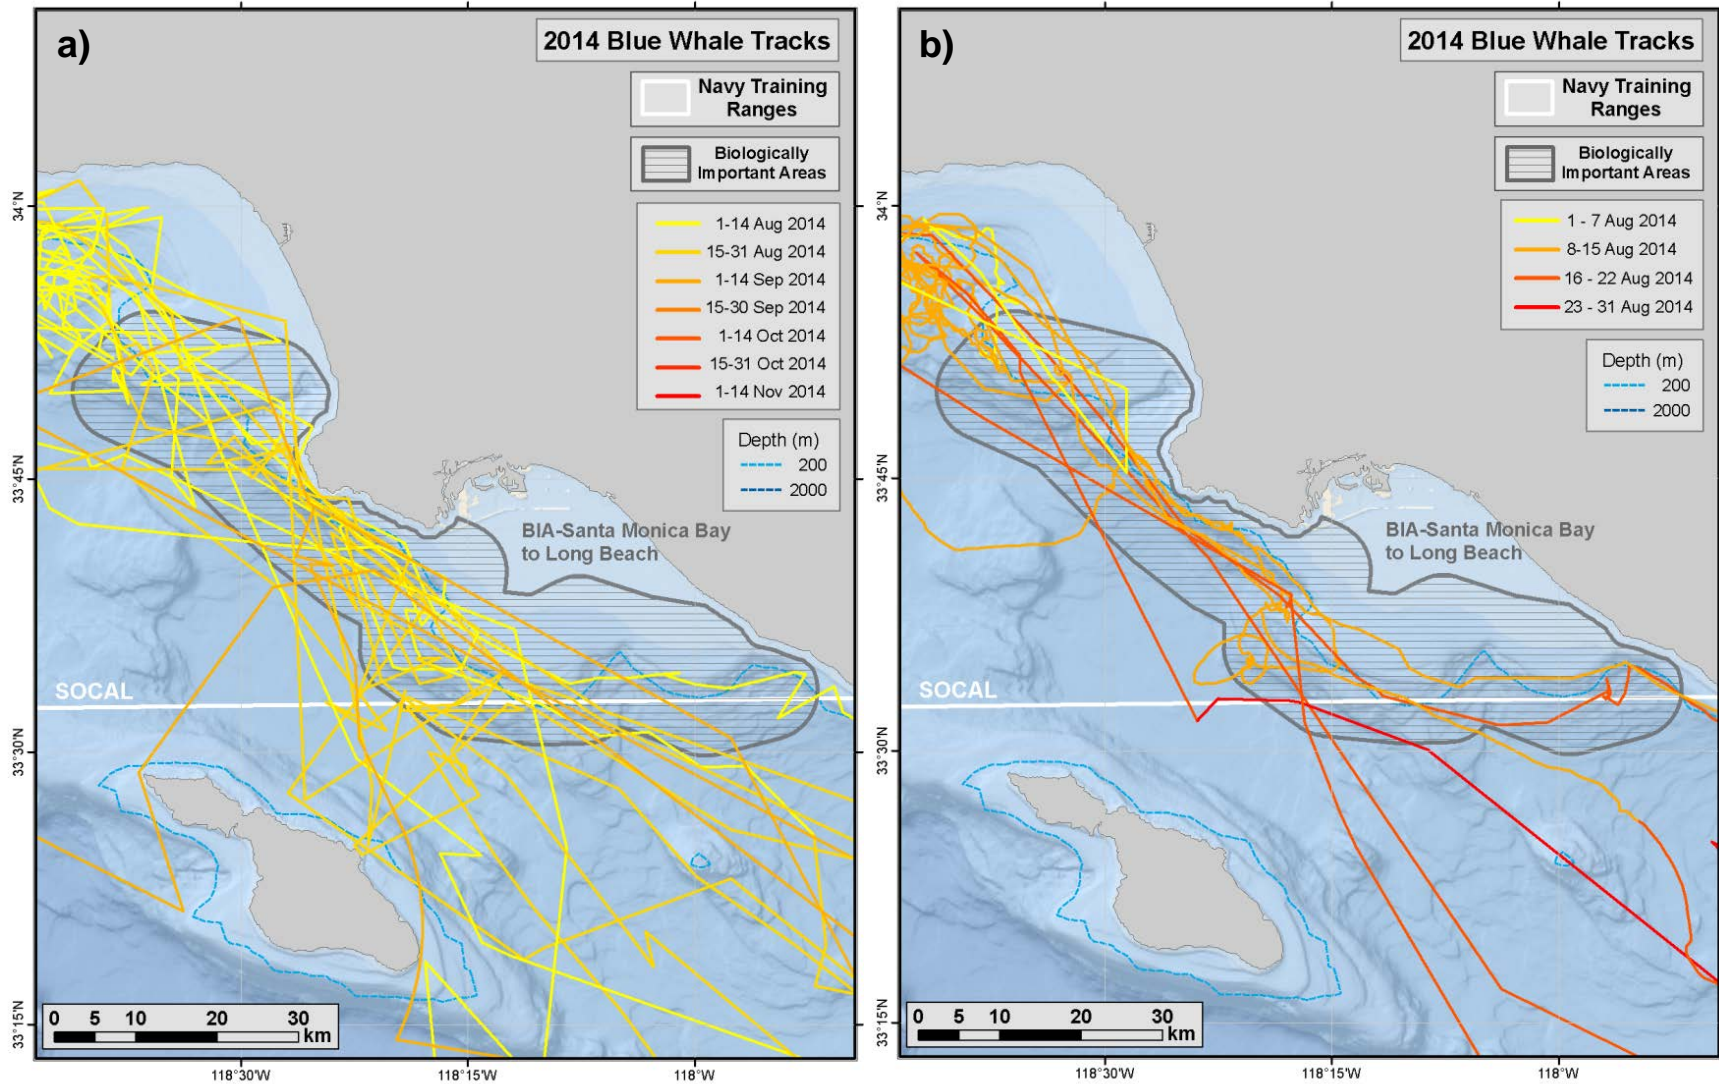 a)
2014 Blue Whale Tracks
Navy Training
Ranges
Biologically
Important Areas
1-14 Aug 2014
15-31 Aug 2014
1-14 Sep 2014
15-30 Sep 2014
1-14 Oct 2014
15-31 Oct 2014
1-14 Nov 2014
Depth (m)
200
2000
34°N
33°45'N
33°30'N
33°15'N
BIA-Santa Monica Bay
to Long Beach
SOCAL
0 5 10 20 30
km
118°30'W 118°15'W 118°W
b)
2014 Blue Whale Tracks
Navy Training
Ranges
Biologically
Important Areas
1 - 7 Aug 2014
8-15 Aug 2014
16 - 22 Aug 2014
23 - 31 Aug 2014
Depth (m)
200
2000
34°N
33°45'N
33°30'N
33°15'N
BIA-Santa Monica Bay
to Long Beach
SOCAL
0 5 10 20 30
km
118°30'W 118°15'W 118°W